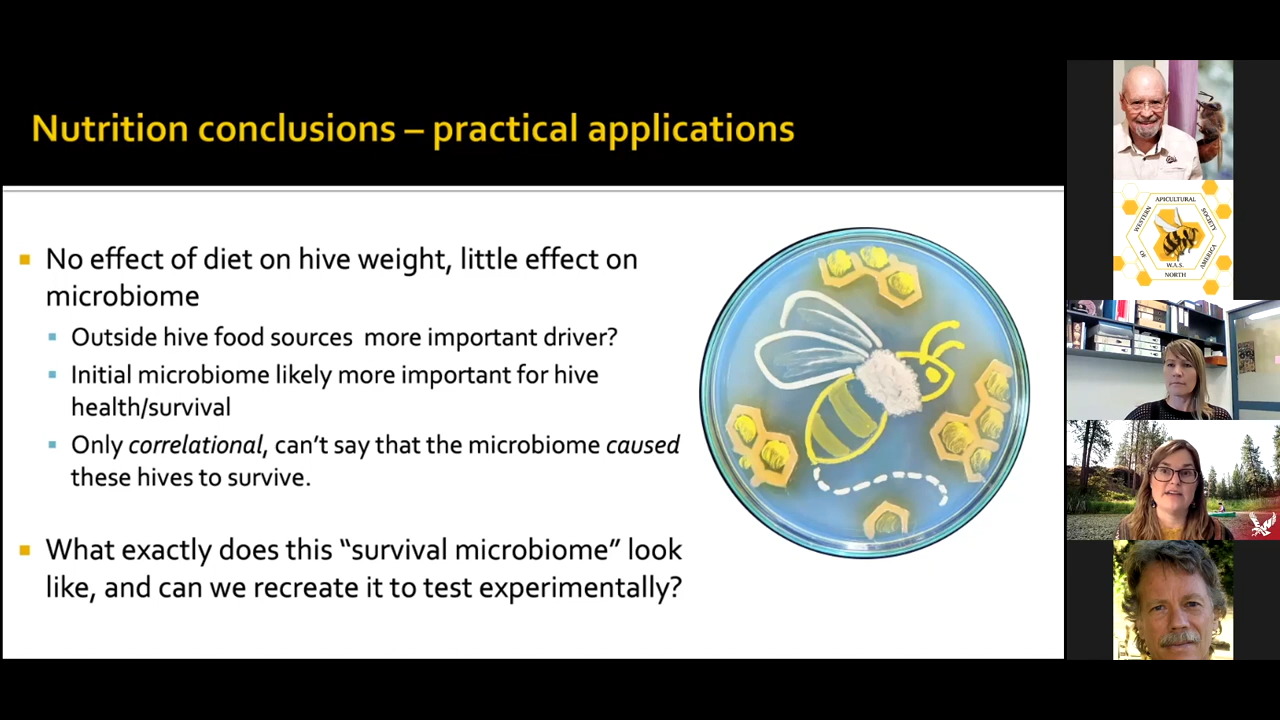 Nutrition conclusions – practical applications
No effect of diet on hive weight, little effect on
microbiome
Outside hive food sources more important driver?
Initial microbiome likely more important for hive
health/survival
Only correlational, can't say that the microbiome caused
these hives to survive.
What exactly does this “survival microbiome” look
like, and can we recreate it to test experimentally?
WESTERN
APICULTURAL
SOCIETY
OF
W.A.S.
NORTH
AMERICA